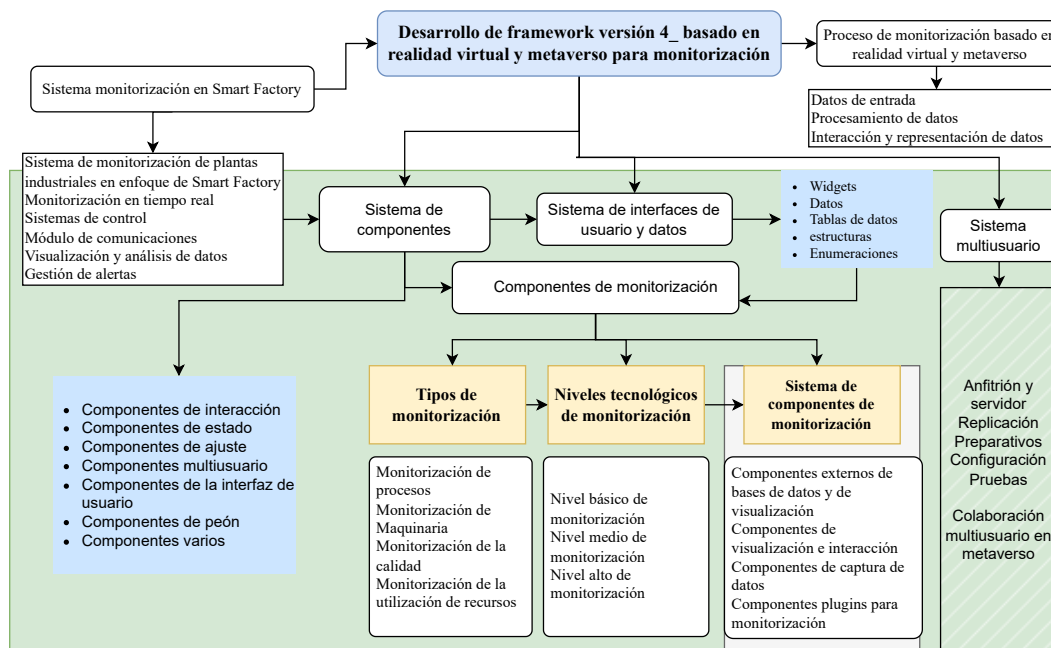 Desarrollo de framework versión 4_ basado en
realidad virtual y metaverso para monitorización
Proceso de monitorización basado en
realidad virtual y metaverso
Sistema monitorización en Smart Factory
Datos de entrada
Procesamiento de datos
Interacción y representación de datos
Sistema de monitorización de plantas
industriales en enfoque de Smart Factory
Monitorización en tiempo real
Sistemas de control
Módulo de comunicaciones
Visualización y análisis de datos
Gestión de alertas
Sistema de
componentes
Sistema de interfaces de
usuario y datos
• Widgets
• Datos
• Tablas de datos
• estructuras
• Enumeraciones
Sistema
multiusuario
Componentes de monitorización
• Componentes de interacción
• Componentes de estado
• Componentes de ajuste
• Componentes multiusuario
• Componentes de la interfaz de
usuario
• Componentes de peón
• Componentes varios
Tipos de
monitorización
Niveles tecnológicos
de monitorización
Sistema de
componentes de
monitorización
Monitorización de
procesos
Monitorización de
Maquinaria
Monitorización de la
calidad
Monitorización de la
utilización de recursos
Nivel básico de
monitorización
Nivel medio de
monitorización
Nivel alto de
monitorización
Componentes externos de
bases de datos y de
visualización
Componentes de
visualización e interacción
Componentes de captura de
datos
Componentes plugins para
monitorización
Anfitrión y
servidor
Replicación
Preparativos
Configuración
Pruebas
Colaboración
multiusuario en
metaverso